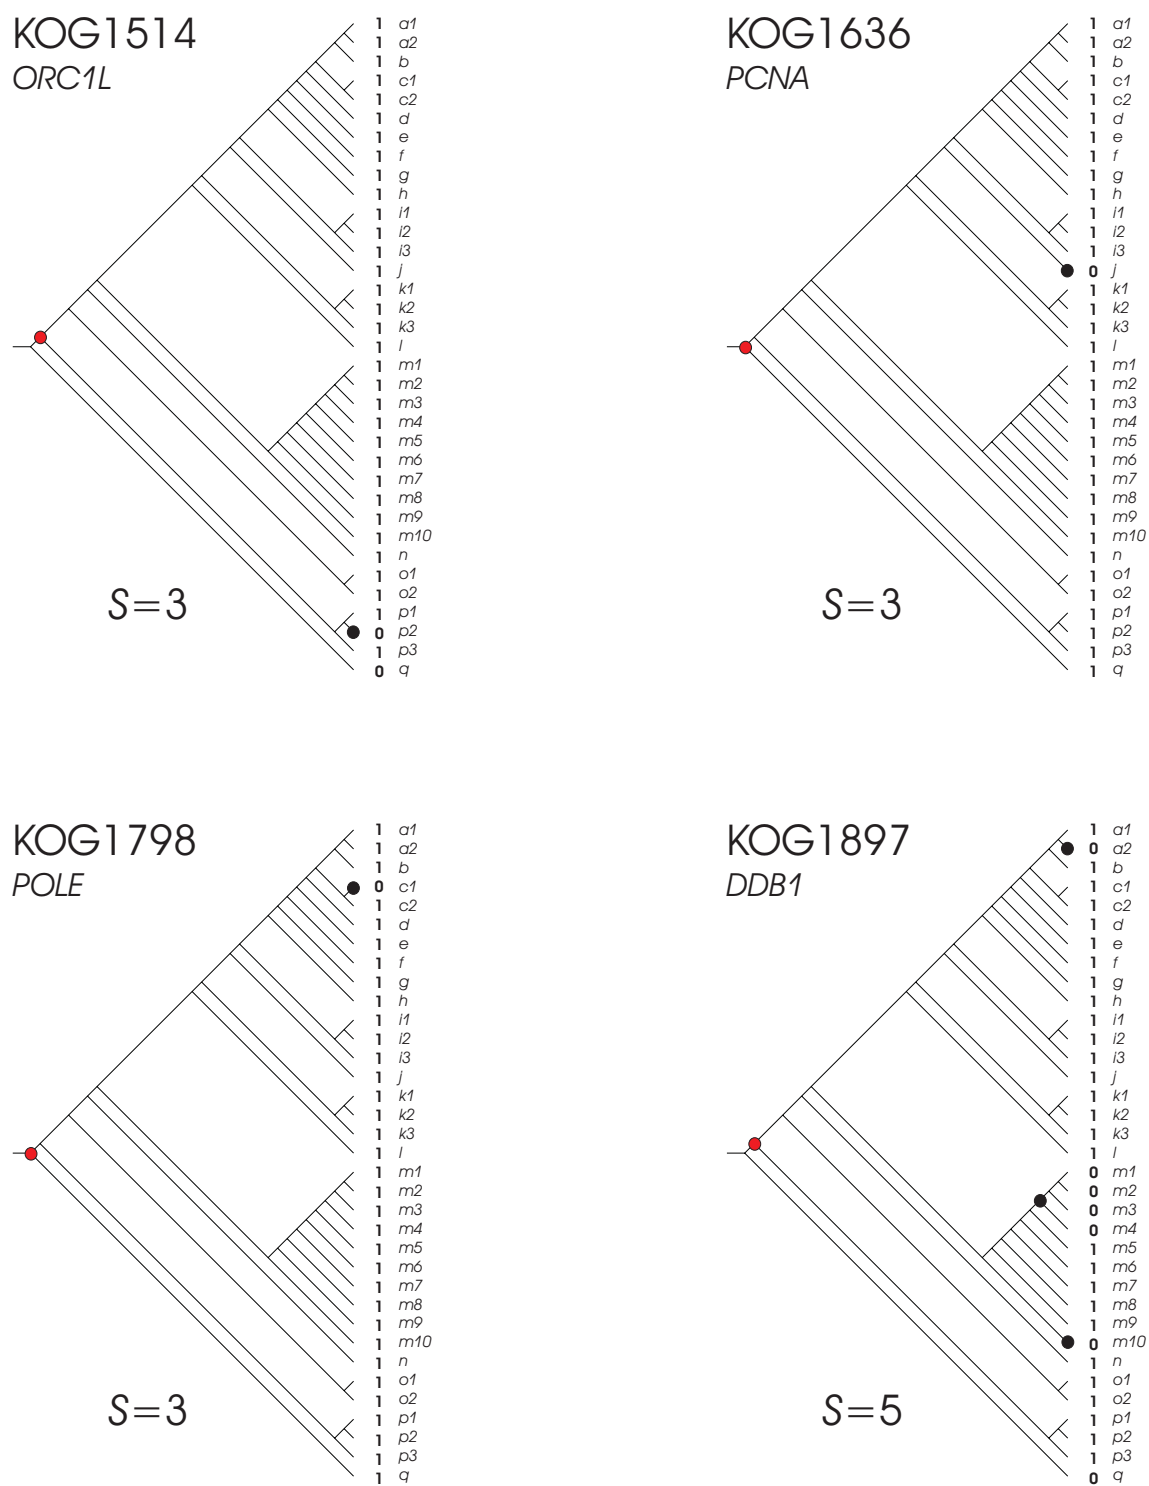 KOG1514
ORC1L
1 a1
1 a2
1 b
1 c1
1 c2
1 d
1 e
1 f
1 g
1 h
1 i1
1 i2
1 i3
1 j
1 k1
1 k2
1 k3
1 l
1 m1
1 m2
1 m3
1 m4
1 m5
1 m6
1 m7
1 m8
1 m9
1 m10
1 n
1 o1
1 o2
1 p1
0 p2
1 p3
0 q
S=3
KOG1636
PCNA
1 a1
1 a2
1 b
1 c1
1 c2
1 d
1 e
1 f
1 g
1 h
1 i1
1 i2
1 i3
0 j
1 k1
1 k2
1 k3
1 l
1 m1
1 m2
1 m3
1 m4
1 m5
1 m6
1 m7
1 m8
1 m9
1 m10
1 n
1 o1
1 o2
1 p1
1 p2
1 p3
1 q
S=3
KOG1798
POLE
1 a1
1 a2
1 b
0 c1
1 c2
1 d
1 e
1 f
1 g
1 h
1 i1
1 i2
1 i3
1 j
1 k1
1 k2
1 k3
1 l
1 m1
1 m2
1 m3
1 m4
1 m5
1 m6
1 m7
1 m8
1 m9
1 m10
1 n
1 o1
1 o2
1 p1
1 p2
1 p3
1 q
S=3
KOG1897
DDB1
1 a1
0 a2
1 b
1 c1
1 c2
1 d
1 e
1 f
1 g
1 h
1 i1
1 i2
1 i3
1 j
1 k1
1 k2
1 k3
1 l
0 m1
0 m2
0 m3
0 m4
1 m5
1 m6
1 m7
1 m8
1 m9
0 m10
1 n
1 o1
1 o2
1 p1
1 p2
1 p3
0 q
S=5